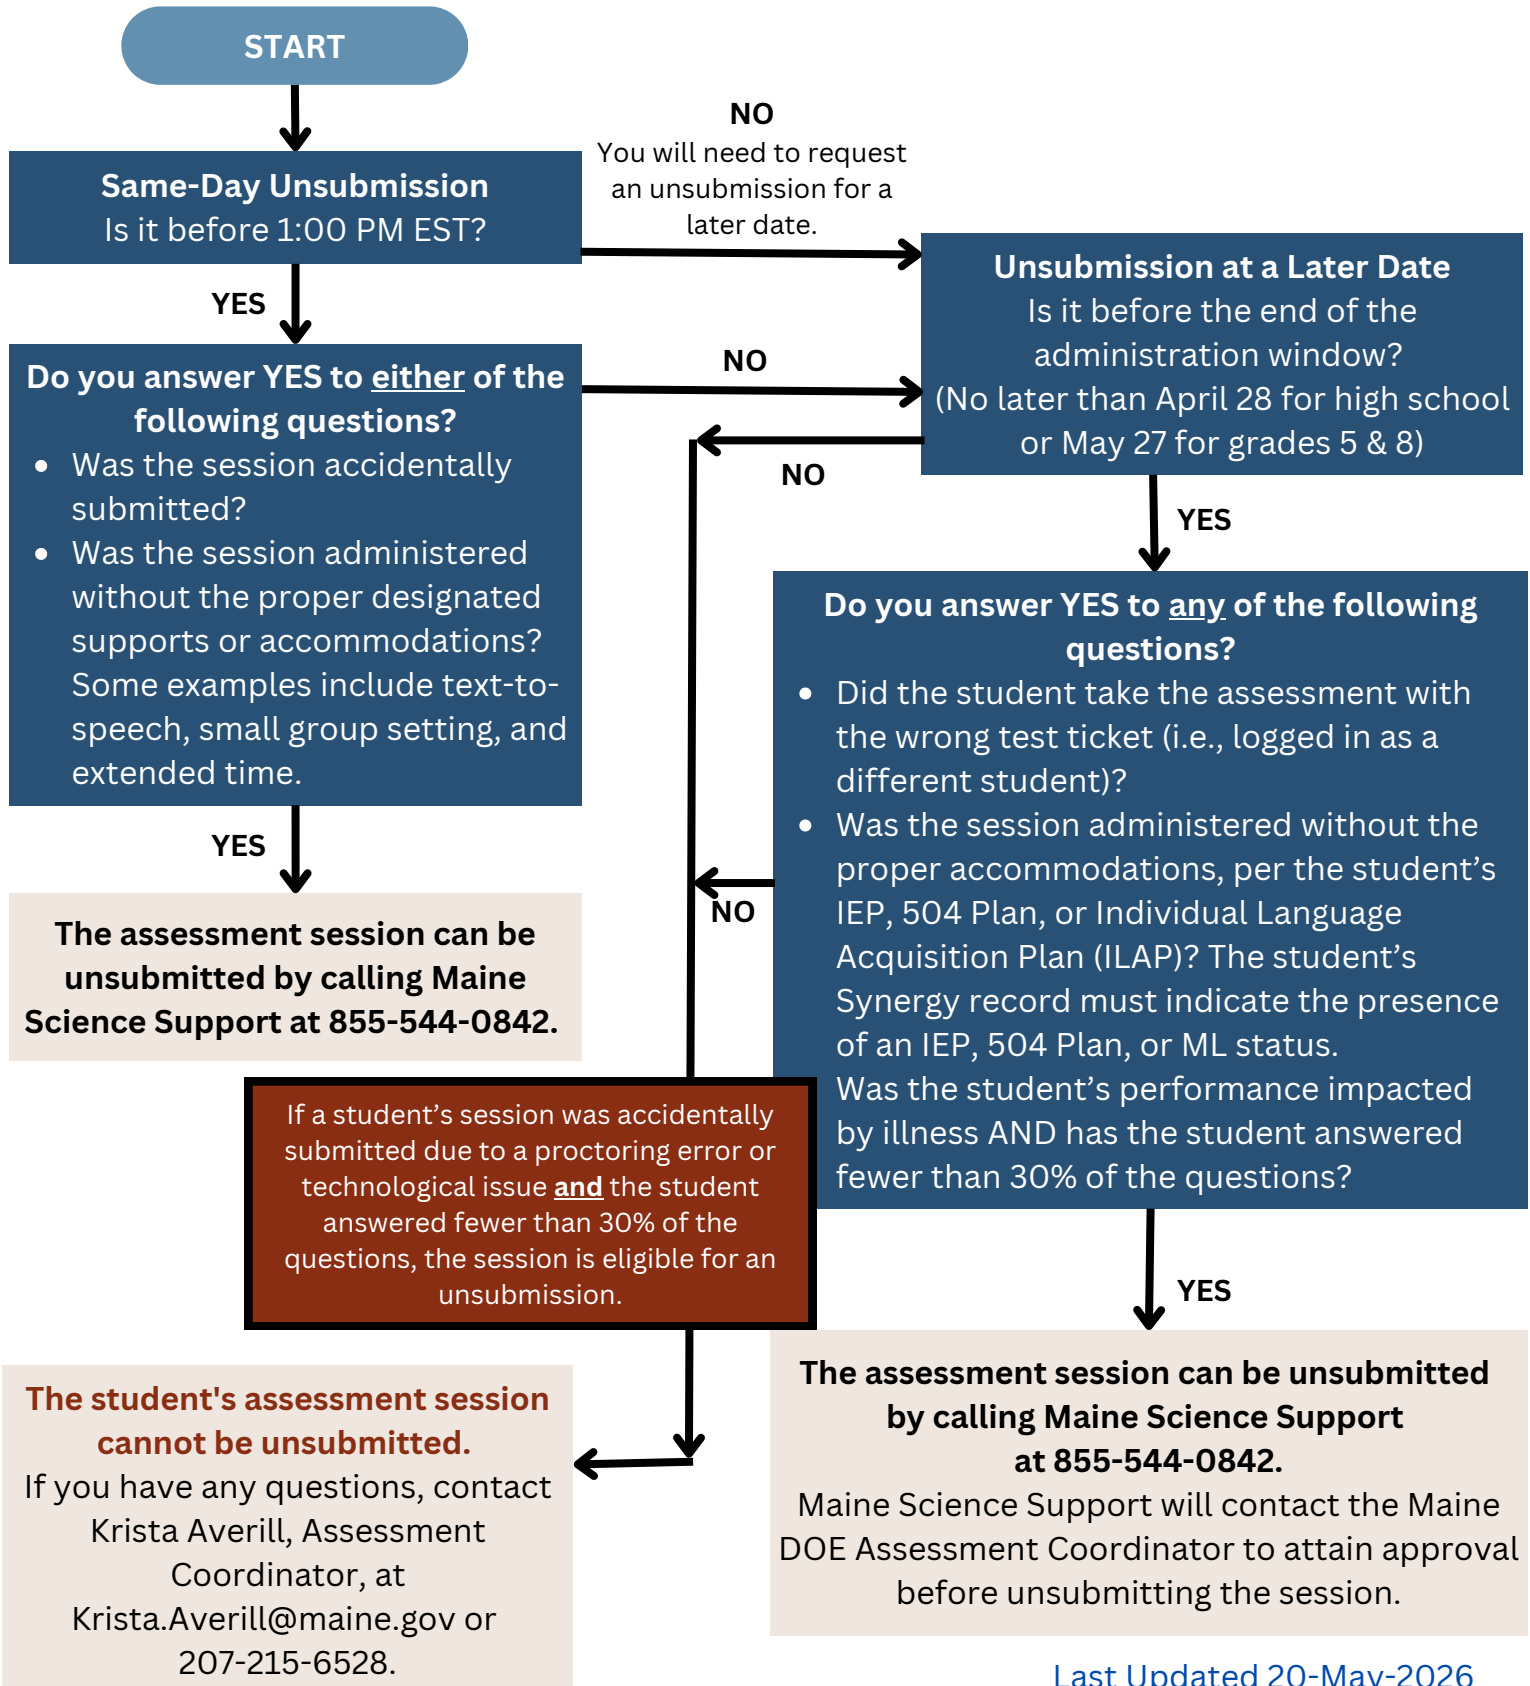 START
Same-Day Unsubmission
Is it before 1:00 PM EST?
NO
You will need to request
an unsubmission for a
later date.
YES
Unsubmission at a Later Date
Is it before the end of the
administration window?
(No later than April 28 for high school
or May 27 for grades 5 & 8)
Do you answer YES to either of the
following questions?
• Was the session accidentally
submitted?
• Was the session administered
without the proper designated
supports or accommodations?
Some examples include text-to-
speech, small group setting, and
extended time.
NO
NO
YES
Do you answer YES to any of the following
questions?
• Did the student take the assessment with
the wrong test ticket (i.e., logged in as a
different student)?
• Was the session administered without the
proper accommodations, per the student’s
IEP, 504 Plan, or Individual Language
Acquisition Plan (ILAP)? The student’s
Synergy record must indicate the presence
of an IEP, 504 Plan, or ML status.
Was the student’s performance impacted
by illness AND has the student answered
fewer than 30% of the questions?
YES
NO
The assessment session can be
unsubmitted by calling Maine
Science Support at 855-544-0842.
If a student’s session was accidentally
submitted due to a proctoring error or
technological issue and the student
answered fewer than 30% of the
questions, the session is eligible for an
unsubmission.
YES
The student's assessment session
cannot be unsubmitted.
If you have any questions, contact
Krista Averill, Assessment
Coordinator, at
Krista.Averill@maine.gov or
207-215-6528.
The assessment session can be unsubmitted
by calling Maine Science Support
at 855-544-0842.
Maine Science Support will contact the Maine
DOE Assessment Coordinator to attain approval
before unsubmitting the session.
Last Updated 20-May-2026